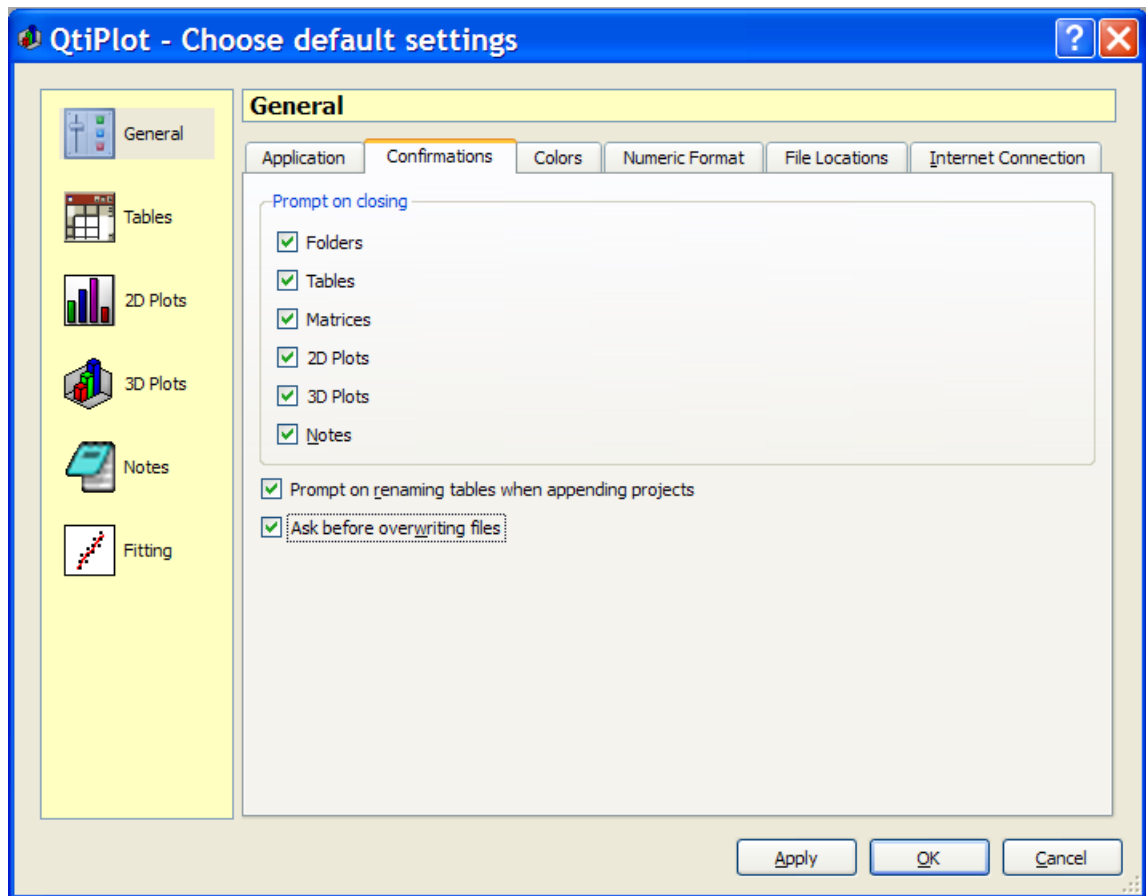 QtiPlot - Choose default settings
General
Tables
2D Plots
3D Plots
Notes
Fitting
General
Application Confirmations Colors Numeric Format File Locations Internet Connection
Prompt on closing
Folders
Tables
Matrices
2D Plots
3D Plots
Notes
Prompt on renaming tables when appending projects
Ask before overwriting files
Apply OK Cancel